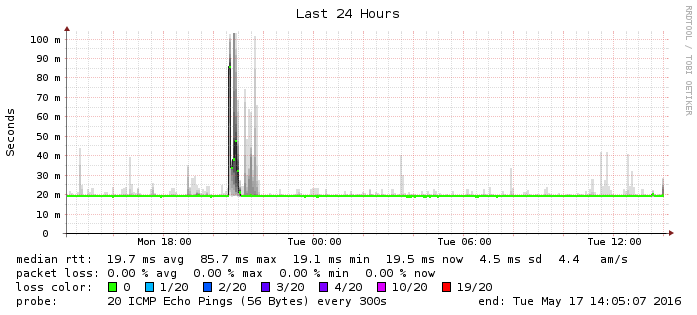 Last 24 Hours
RRDTOOL / TOBI OETIKER
Seconds
100 m
90 m
80 m
70 m
60 m
50 m
40 m
30 m
20 m
10 m
0
Mon 18:00 Tue 00:00 Tue 06:00 Tue 12:00
median rtt: 19.7 ms avg 85.7 ms max 19.1 ms min 19.5 ms now 4.5 ms sd 4.4 am/s
packet loss: 0.00 % avg 0.00 % max 0.00 % min 0.00 % now
loss color: 0 1/20 2/20 3/20 4/20 10/20 19/20
probe: 20 ICMP Echo Pings (56 Bytes) every 300s end: Tue May 17 14:05:07 2016